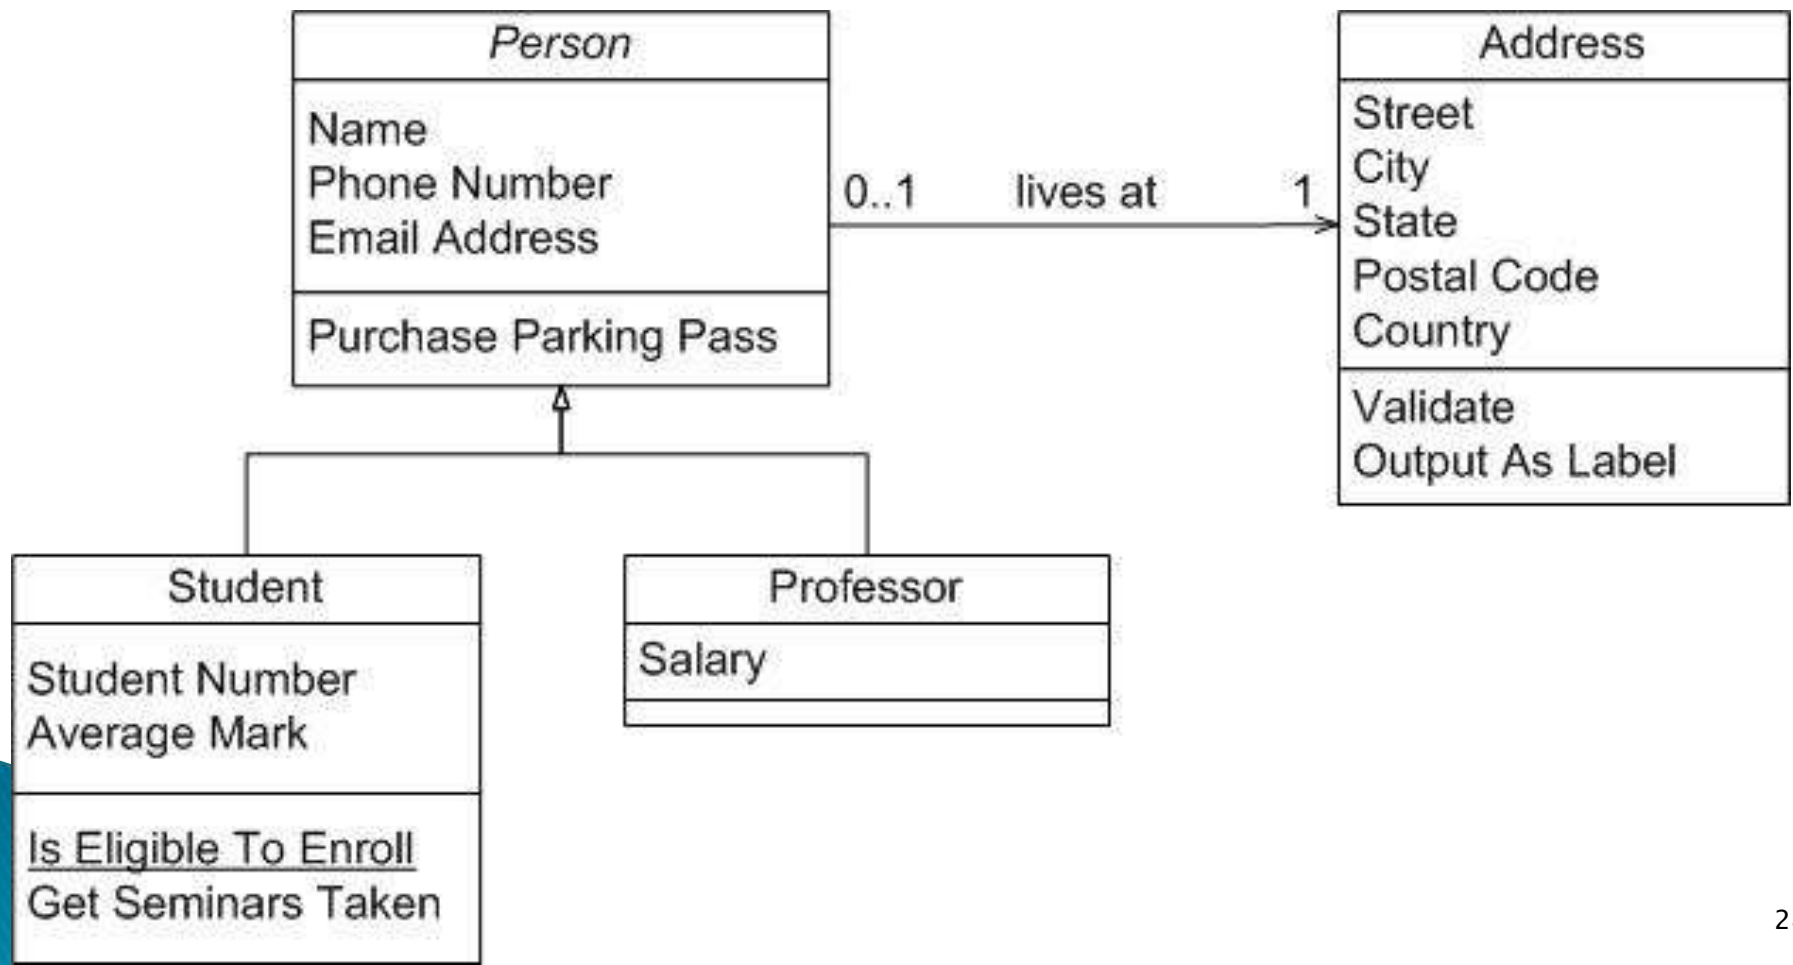 Person
Name
Phone Number
Email Address
Purchase Parking Pass
0..1 lives at 1
Address
Street
City
State
Postal Code
Country
Validate
Output As Label
Student
Student Number
Average Mark
Is Eligible To Enroll
Get Seminars Taken
Professor
Salary
2